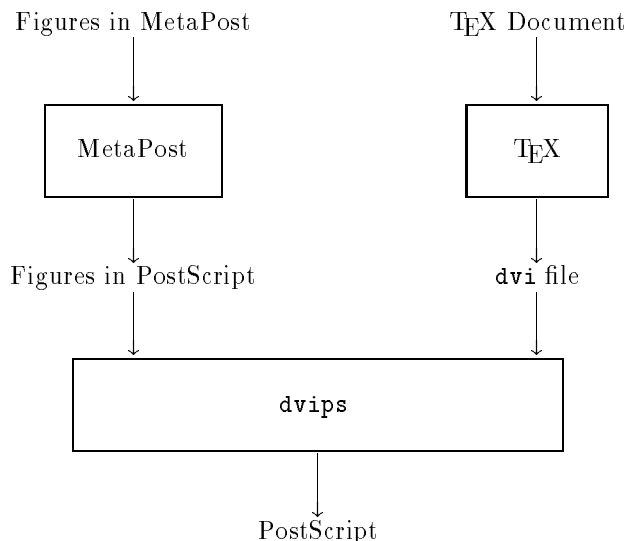 Figures in MetaPost
TEX Document
MetaPost
TEX
Figures in PostScript
dvi file
dvips
PostScript